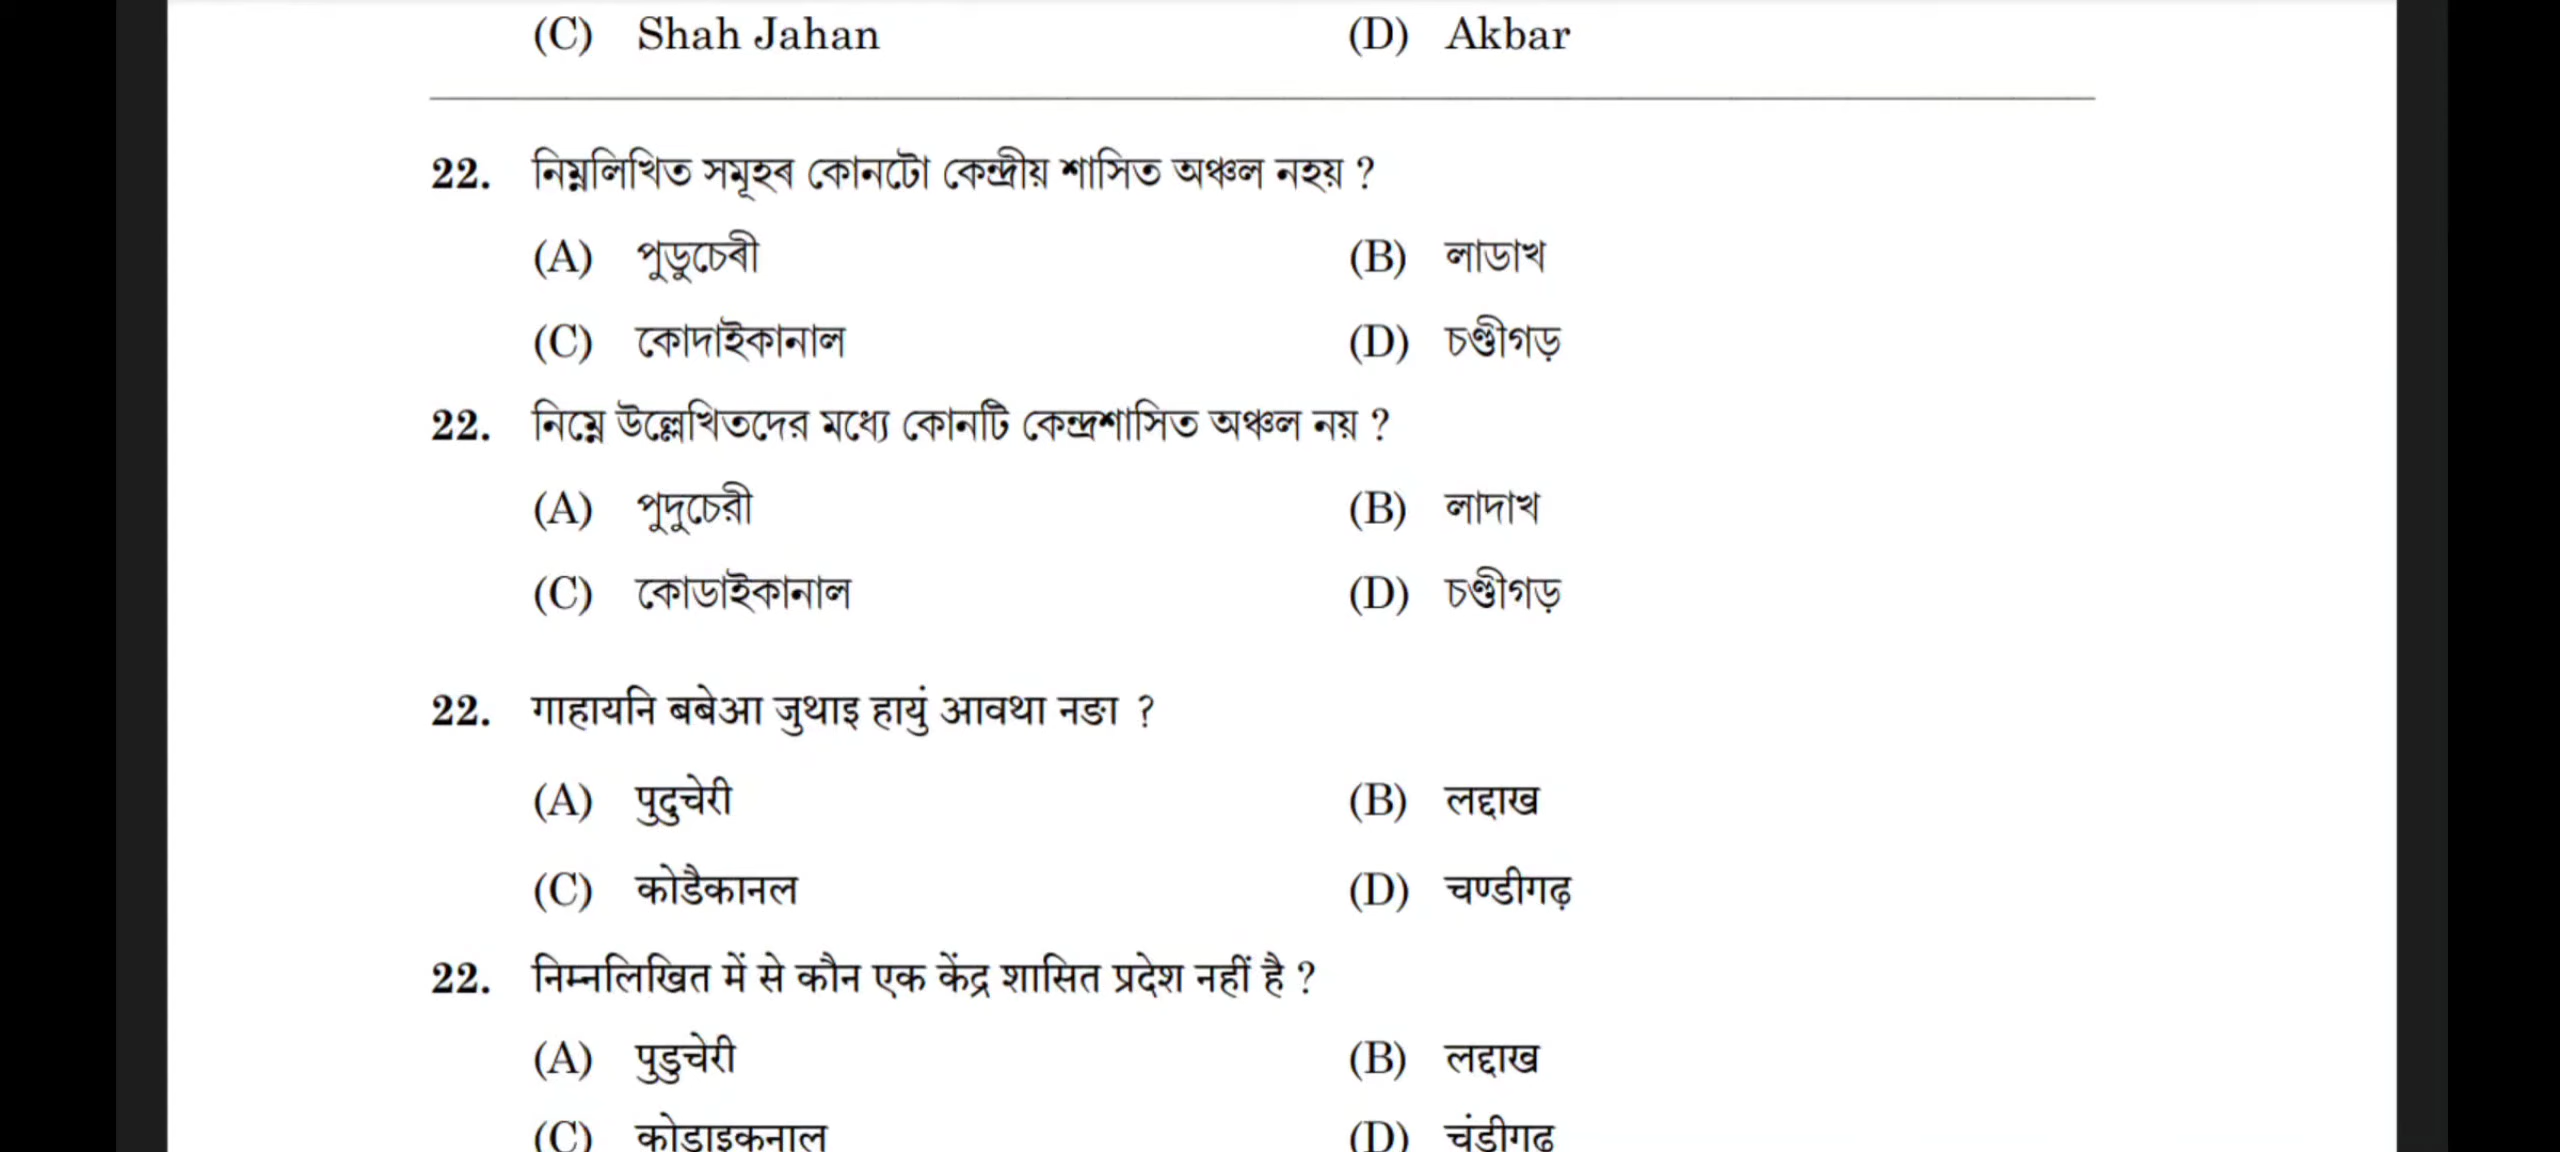 (C) Shah Jahan (D) Akbar
22. নিম্নলিখিত সমূহৰ কোনটো কেন্দ্ৰীয় শাসিত অঞ্চল নহয় ?
(A) পুডুচেৰী (B) লাডাখ
(C) কোদাইকানাল (D) চণ্ডীগড়
22. নিম্নে উল্লেখিতদের মধ্যে কোনটি কেন্দ্রশাসিত অঞ্চল নয় ?
(A) পুদুচেরী (B) লাদাখ
(C) কোডাইকানাল (D) চণ্ডীগড়
22. गाहायनि बबेआ जुथाइ हायुं आवथा नङा ?
(A) पुदुचेरी (B) लद्दाख
(C) कोडैकानल (D) चण्डीगढ़
22. निम्नलिखित में से कौन एक केंद्र शासित प्रदेश नहीं है ?
(A) पुडुचेरी (B) लद्दाख
(C) कोडाइकनाल (D) चंडीगढ़